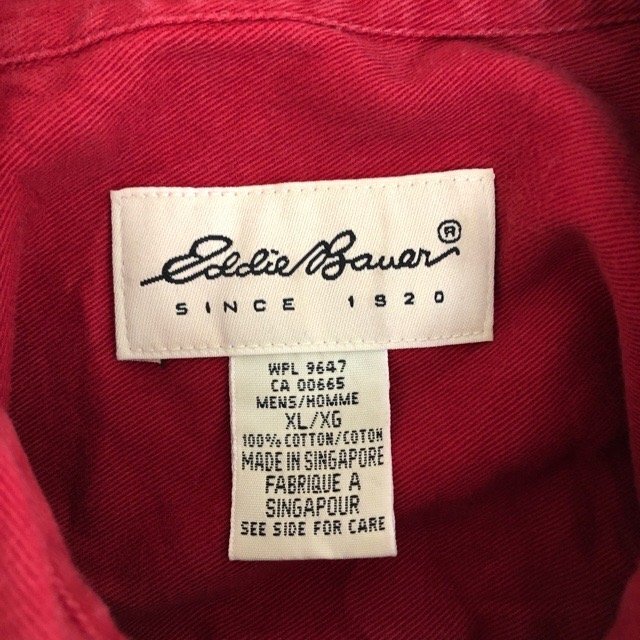 Eddie Bauer®
SINCE 1920
WPL 9647
CA 00665
MENS/HOMME
XL/XG
100% COTTON/COTON
MADE IN SINGAPORE
FABRIQUE A
SINGAPOUR
SEE SIDE FOR CARE